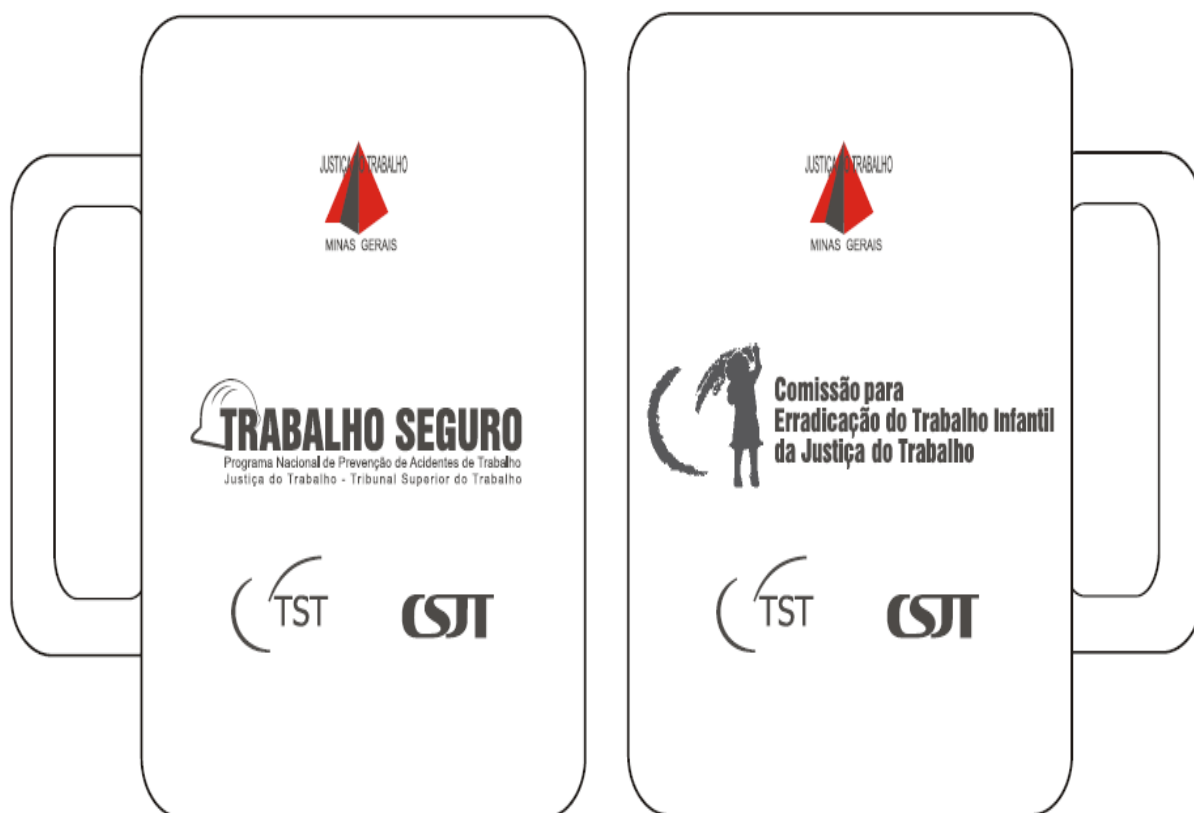 JUSTIÇA DO TRABALHO
MINAS GERAIS
TRABALHO SEGURO
Programa Nacional de Prevenção de Acidentes de Trabalho
Justiça do Trabalho - Tribunal Superior do Trabalho
TST
CSJT
JUSTIÇA DO TRABALHO
MINAS GERAIS
Comissão para
Erradicação do Trabalho Infantil
da Justiça do Trabalho
TST
CSJT